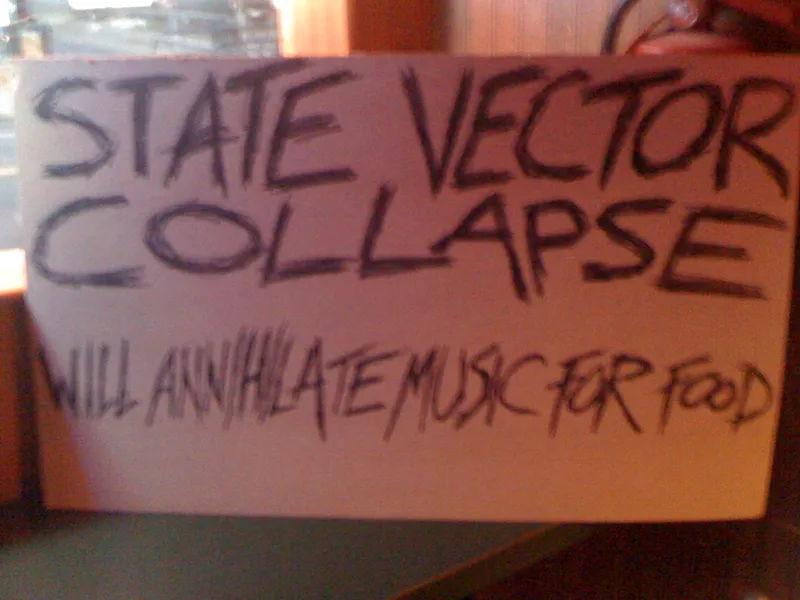 STATE VECTOR
COLLAPSE
WILL ANNIHILATE MUSIC FOR FOOD